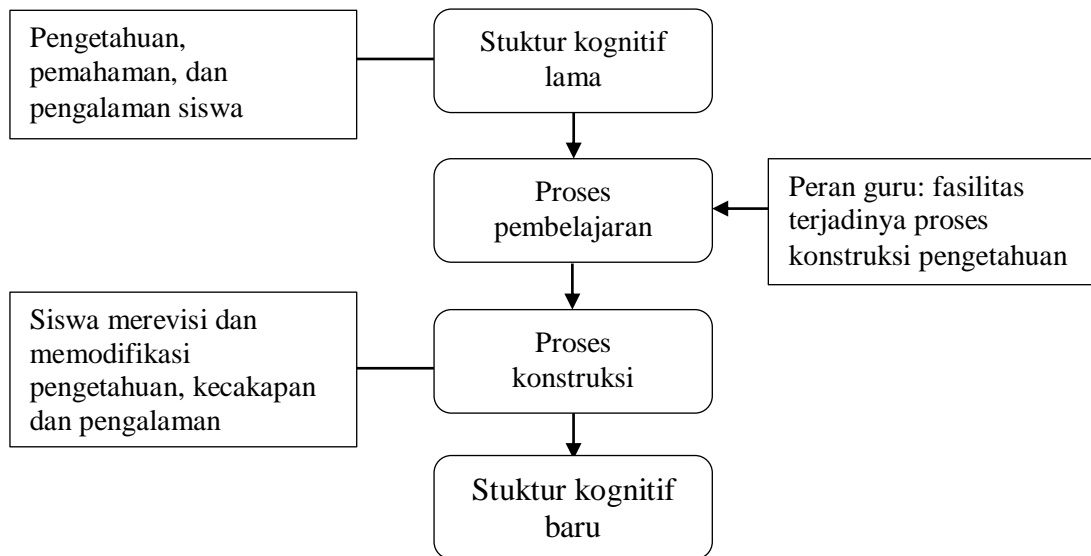 Pengetahuan,
pemahaman, dan
pengalaman siswa
Stuktur kognitif
lama
Proses
pembelajaran
Peran guru: fasilitas
terjadinya proses
konstruksi pengetahuan
Siswa merevisi dan
memodifikasi
pengetahuan, kecakapan
dan pengalaman
Proses
konstruksi
Stuktur kognitif
baru